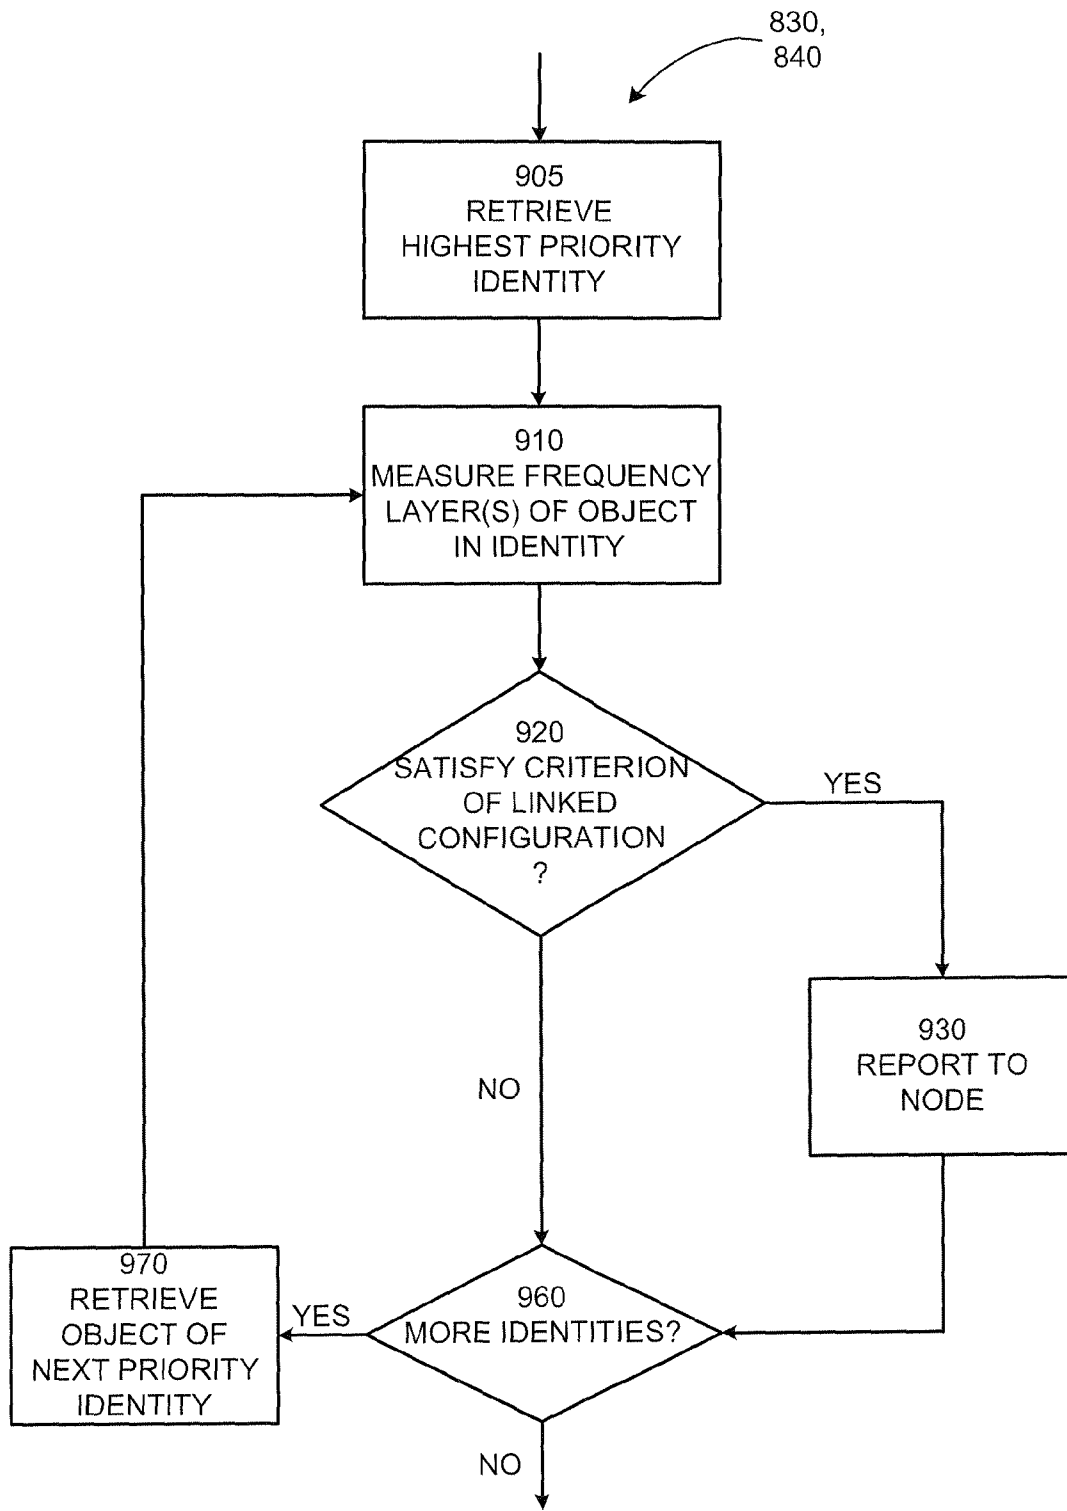 830,
840
905
RETRIEVE
HIGHEST PRIORITY
IDENTITY
910
MEASURE FREQUENCY
LAYER(S) OF OBJECT
IN IDENTITY
920
SATISFY CRITERION
OF LINKED
CONFIGURATION
?
YES
930
REPORT TO
NODE
NO
960
MORE IDENTITIES?
YES
970
RETRIEVE
OBJECT OF
NEXT PRIORITY
IDENTITY
NO